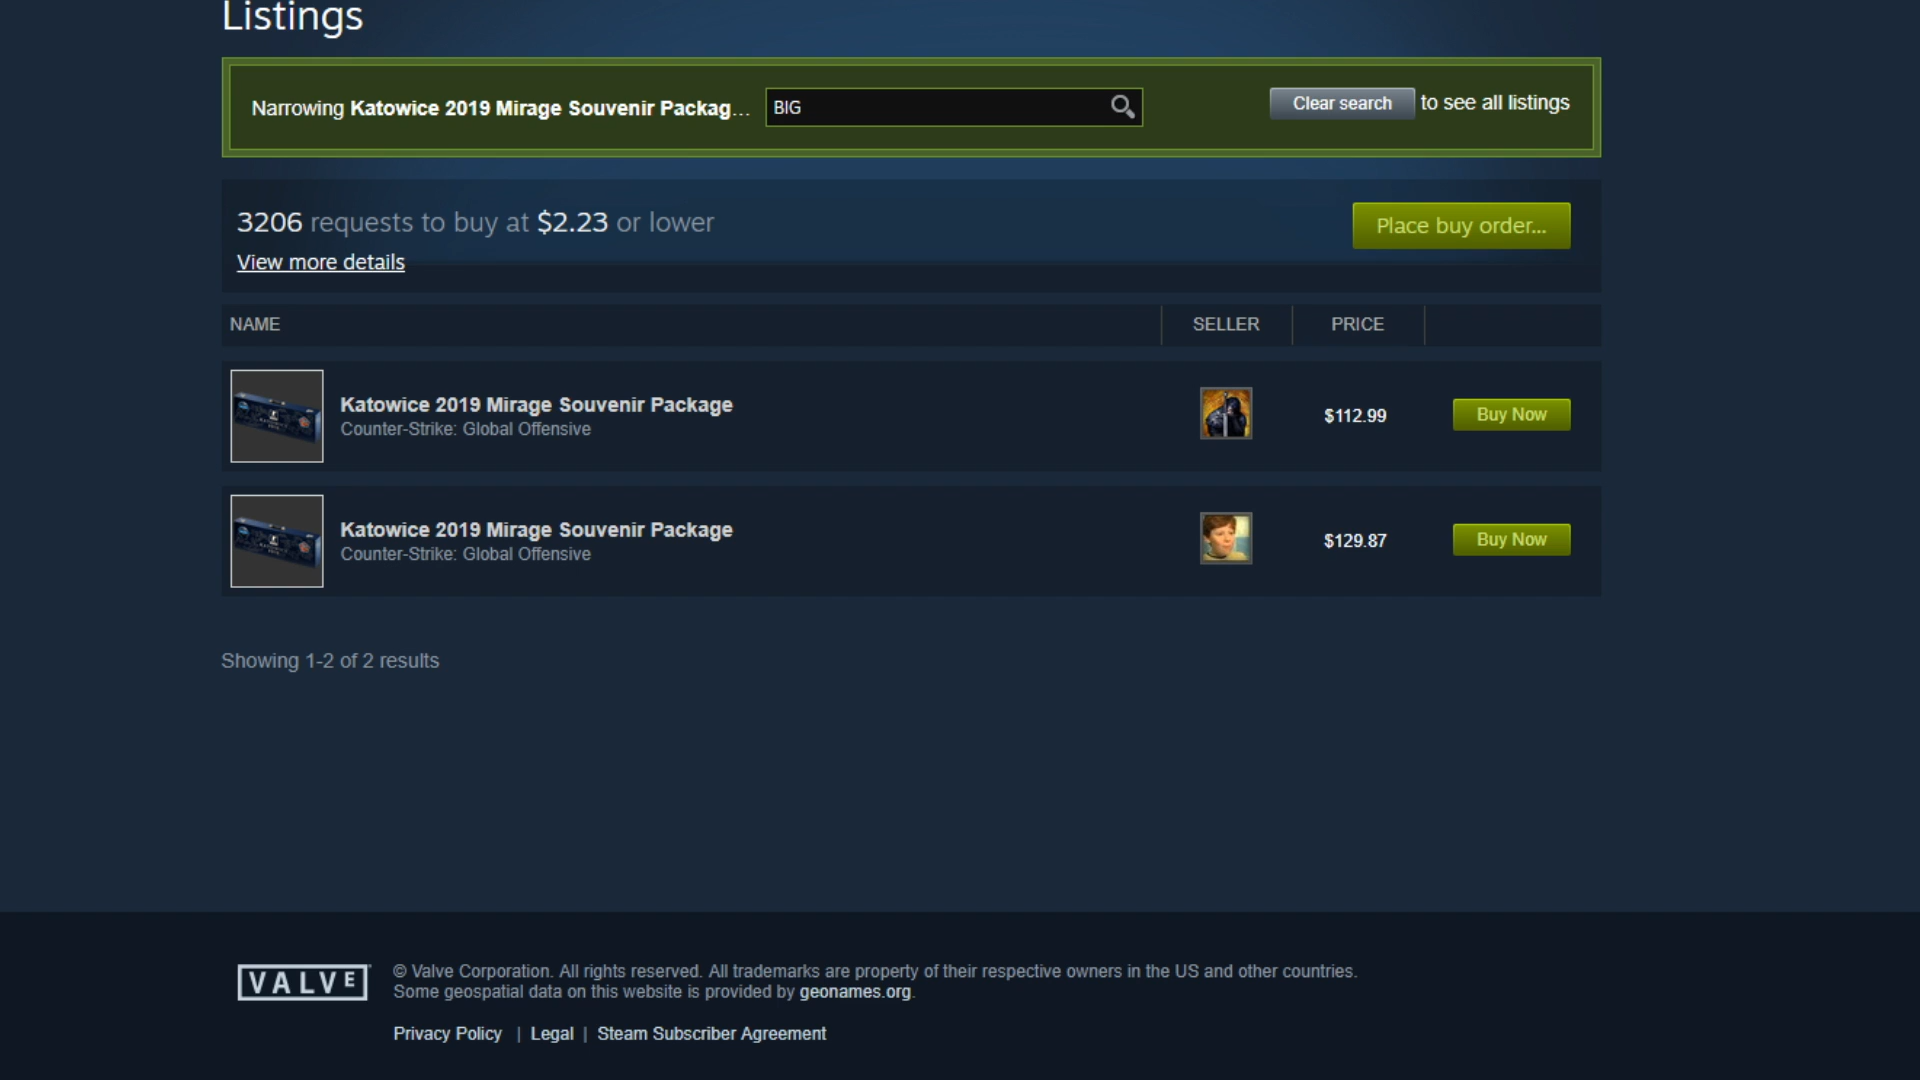 Listings
Narrowing Katowice 2019 Mirage Souvenir Packag...
BIG
Clear search to see all listings
3206 requests to buy at $2.23 or lower
View more details
Place buy order...
NAME SELLER PRICE
Katowice 2019 Mirage Souvenir Package
Counter-Strike: Global Offensive
$112.99
Buy Now
Katowice 2019 Mirage Souvenir Package
Counter-Strike: Global Offensive
$129.87
Buy Now
Showing 1-2 of 2 results
VALVE
© Valve Corporation. All rights reserved. All trademarks are property of their respective owners in the US and other countries.
Some geospatial data on this website is provided by geonames.org.
Privacy Policy | Legal | Steam Subscriber Agreement